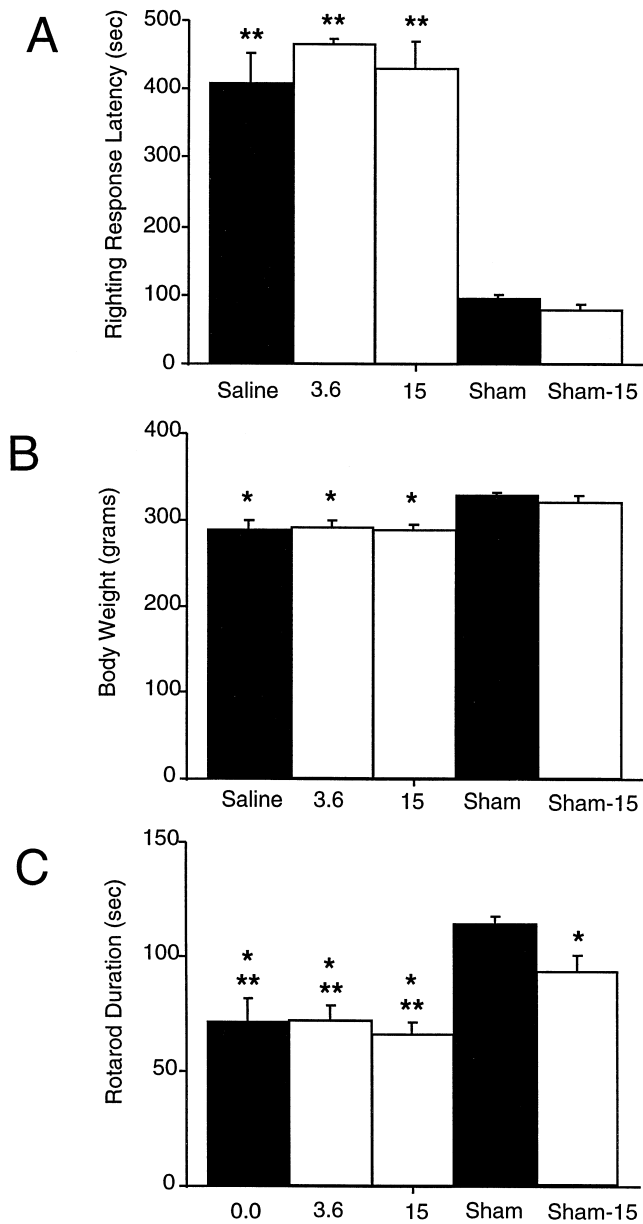 A
Righting Response Latency (sec)
500
400
300
200
100
0
** ** **
Saline 3.6 15 Sham Sham-15
B
Body Weight (grams)
400
300
200
100
0
* * *
Saline 3.6 15 Sham Sham-15
C
Rotarod Duration (sec)
150
100
50
0
* * * *
** ** **
0.0 3.6 15 Sham Sham-15